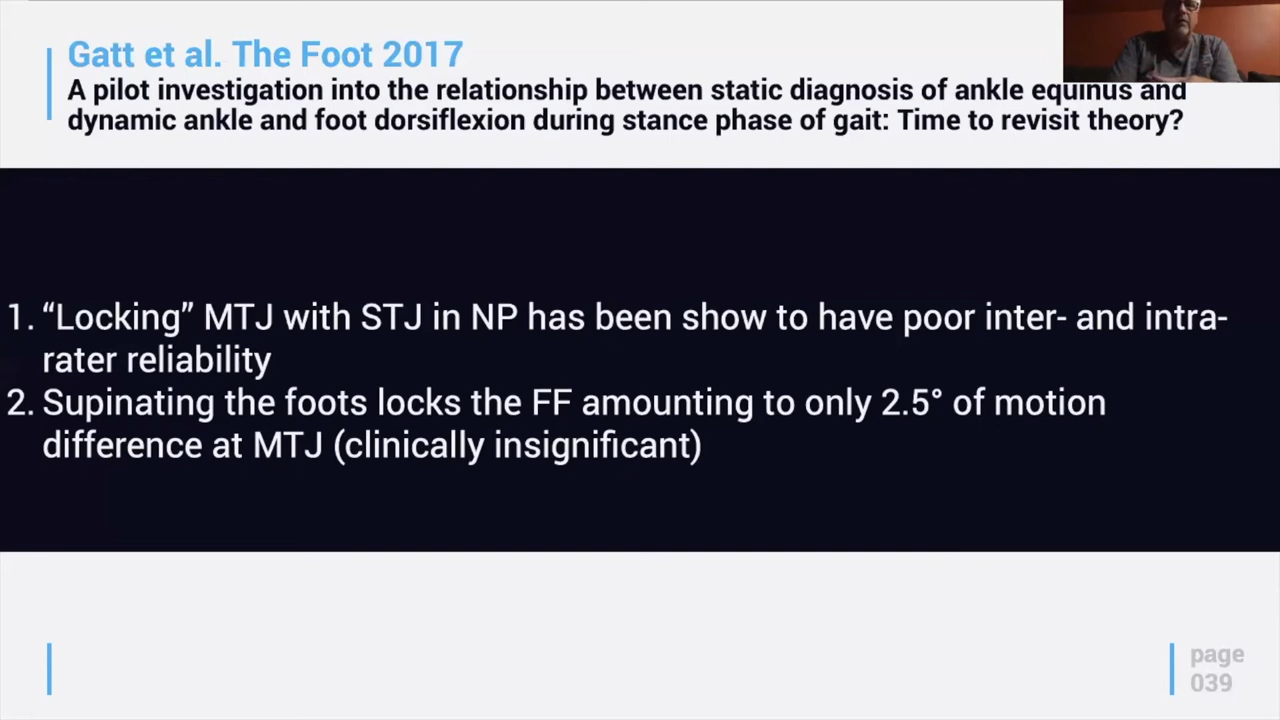 Gatt et al. The Foot 2017
A pilot investigation into the relationship between static diagnosis of ankle equinus and
dynamic ankle and foot dorsiflexion during stance phase of gait: Time to revisit theory?
1. “Locking” MTJ with STJ in NP has been show to have poor inter- and intra-
rater reliability
2. Supinating the foots locks the FF amounting to only 2.5° of motion
difference at MTJ (clinically insignificant)
page
039